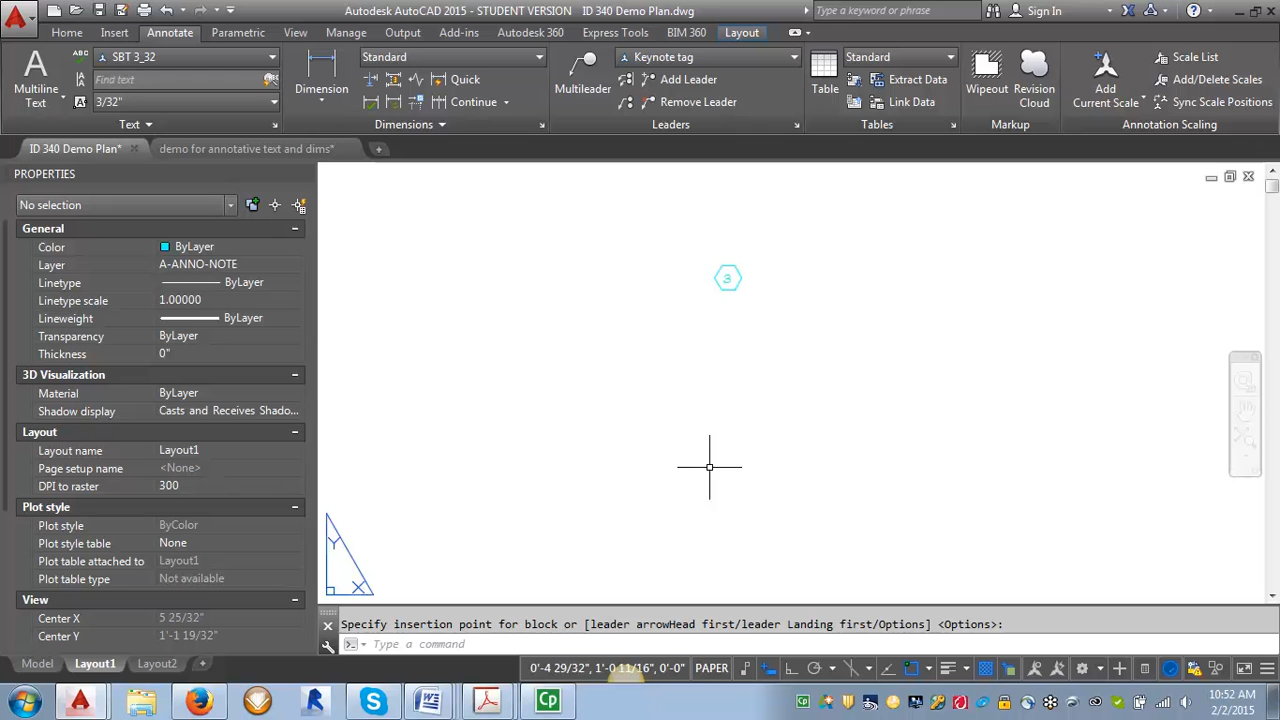 Autodesk AutoCAD 2015 - STUDENT VERSION   ID 340 Demo Plan.dwg
Type a keyword or phrase
Sign In
Home
Insert
Annotate
Parametric
View
Manage
Output
Add-ins
Autodesk 360
Express Tools
BIM 360
Layout
Multiline
Text
ABC
SBT 3_32
Find text
3/32"
Text
Dimension
Standard
Quick
Continue
Dimensions
Multileader
Keynote tag
Add Leader
Remove Leader
Leaders
Table
Standard
Extract Data
Link Data
Tables
Wipeout
Revision
Cloud
Markup
Add
Current Scale
Scale List
Add/Delete Scales
Sync Scale Positions
Annotation Scaling
ID 340 Demo Plan*
demo for annotative text and dims*
PROPERTIES
No selection
General
Color ByLayer
Layer A-ANNO-NOTE
Linetype ByLayer
Linetype scale 1.00000
Lineweight ByLayer
Transparency ByLayer
Thickness 0"
3D Visualization
Material ByLayer
Shadow display Casts and Receives Shado...
Layout
Layout name Layout1
Page setup name <None>
DPI to raster 300
Plot style
Plot style ByColor
Plot style table None
Plot table attached to Layout1
Plot table type Not available
View
Center X 5 25/32"
Center Y 1'-1 19/32"
3
Y
X
Specify insertion point for block or [leader arrowHead first/leader Landing first/Options] <Options>:
Type a command
Model
Layout1
Layout2
0'-4 29/32", 1'-0 11/16", 0'-0"
PAPER
Cp
10:52 AM
2/2/2015